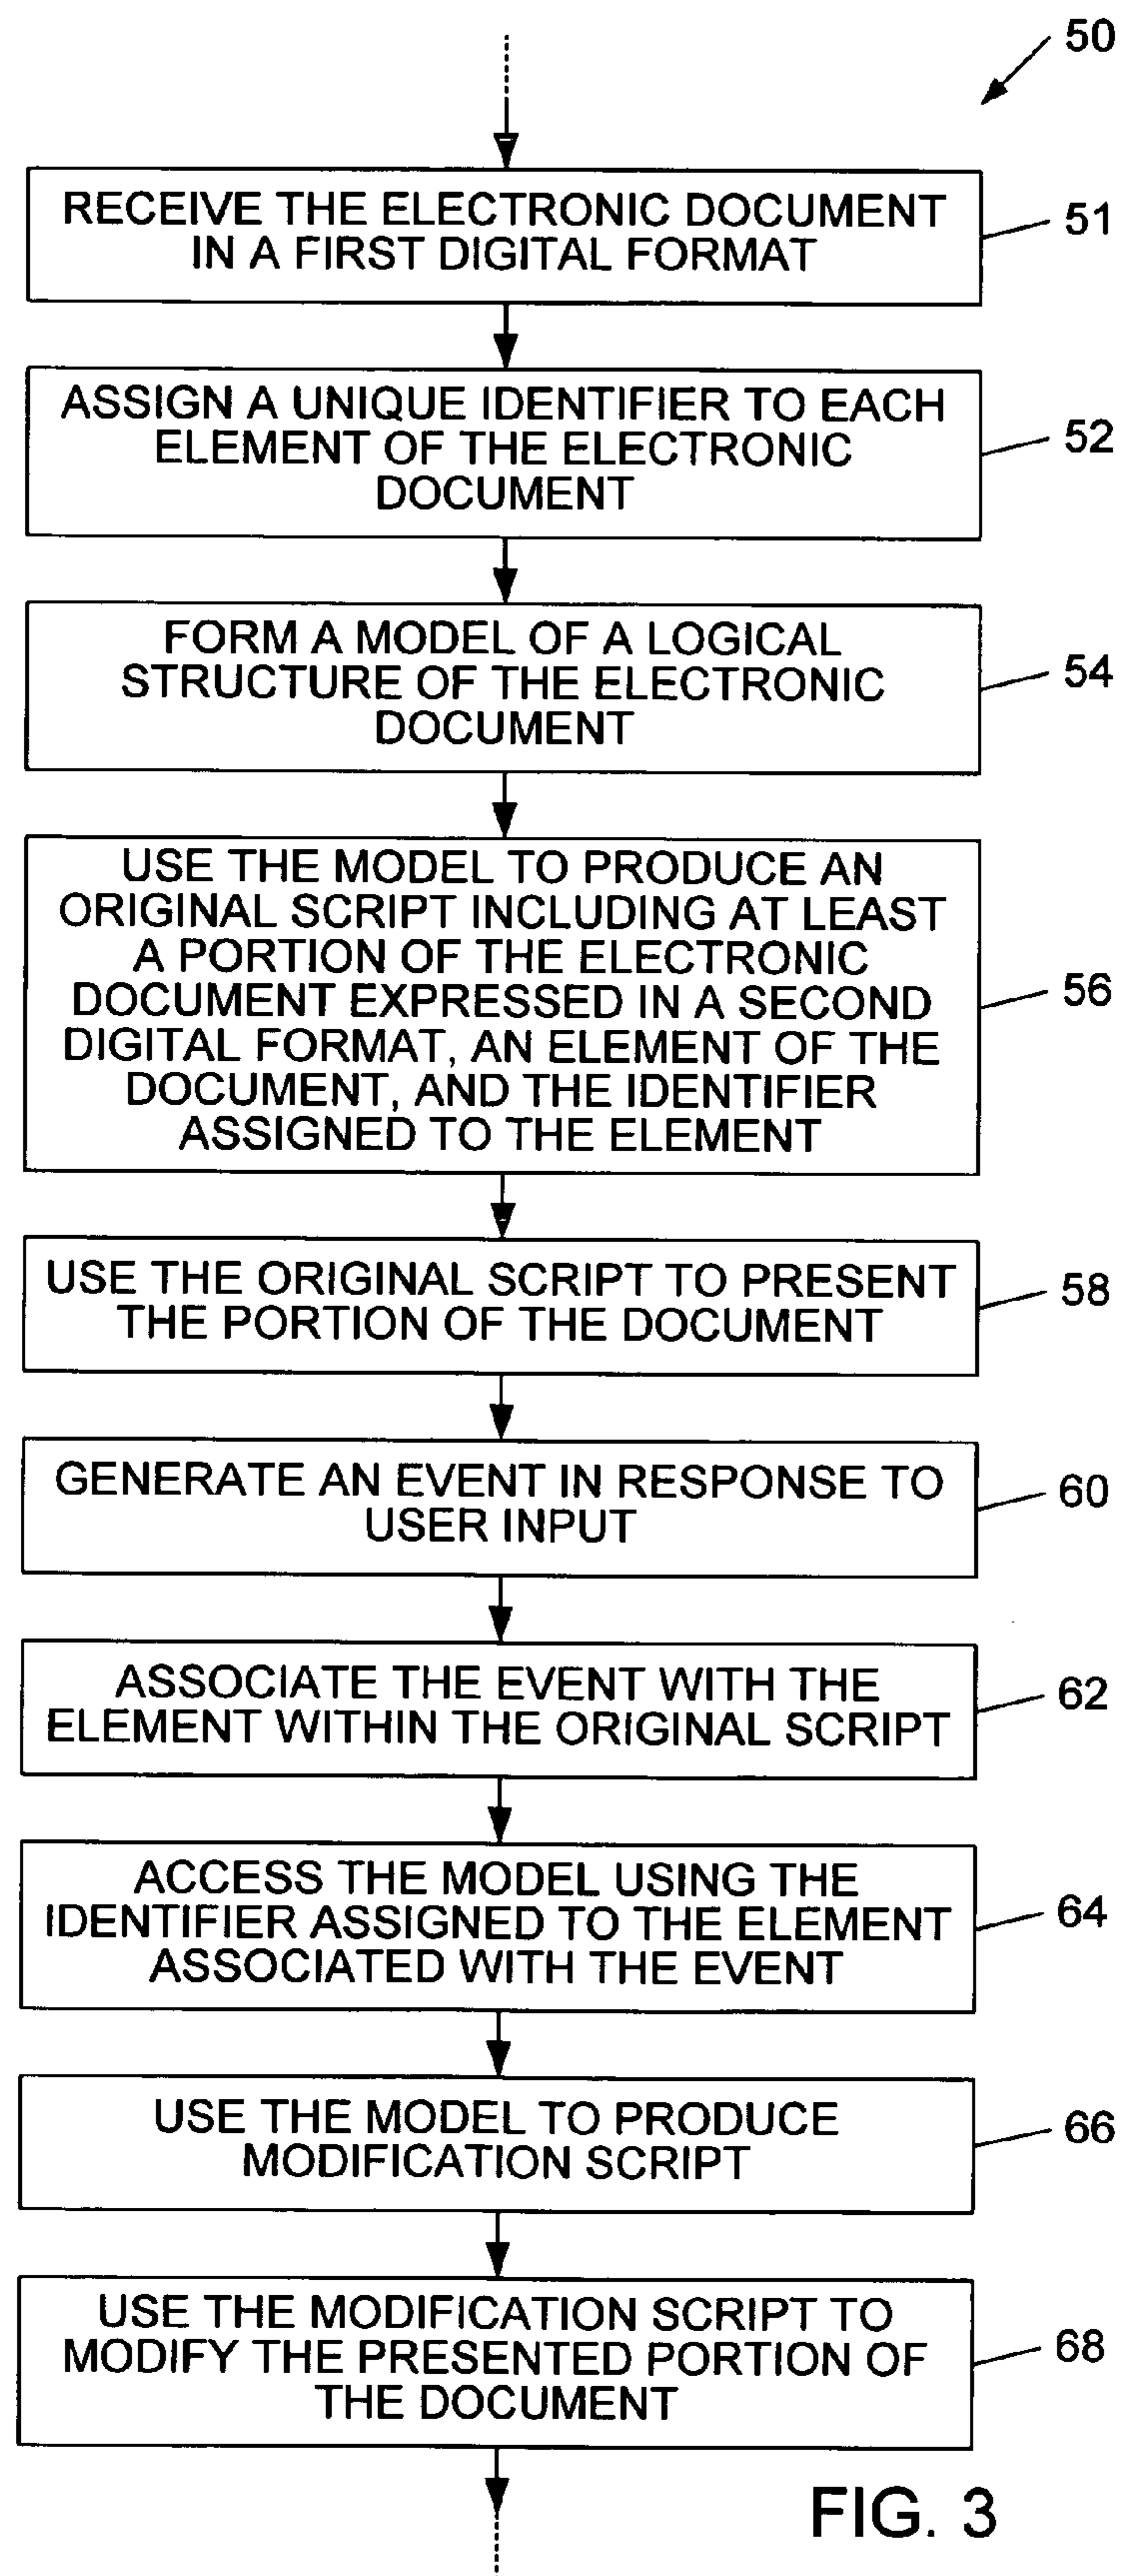 50
RECEIVE THE ELECTRONIC DOCUMENT
IN A FIRST DIGITAL FORMAT
51
ASSIGN A UNIQUE IDENTIFIER TO EACH
ELEMENT OF THE ELECTRONIC
DOCUMENT
52
FORM A MODEL OF A LOGICAL
STRUCTURE OF THE ELECTRONIC
DOCUMENT
54
USE THE MODEL TO PRODUCE AN
ORIGINAL SCRIPT INCLUDING AT LEAST
A PORTION OF THE ELECTRONIC
DOCUMENT EXPRESSED IN A SECOND
DIGITAL FORMAT, AN ELEMENT OF THE
DOCUMENT, AND THE IDENTIFIER
ASSIGNED TO THE ELEMENT
56
USE THE ORIGINAL SCRIPT TO PRESENT
THE PORTION OF THE DOCUMENT
58
GENERATE AN EVENT IN RESPONSE TO
USER INPUT
60
ASSOCIATE THE EVENT WITH THE
ELEMENT WITHIN THE ORIGINAL SCRIPT
62
ACCESS THE MODEL USING THE
IDENTIFIER ASSIGNED TO THE ELEMENT
ASSOCIATED WITH THE EVENT
64
USE THE MODEL TO PRODUCE
MODIFICATION SCRIPT
66
USE THE MODIFICATION SCRIPT TO
MODIFY THE PRESENTED PORTION OF
THE DOCUMENT
68
FIG. 3